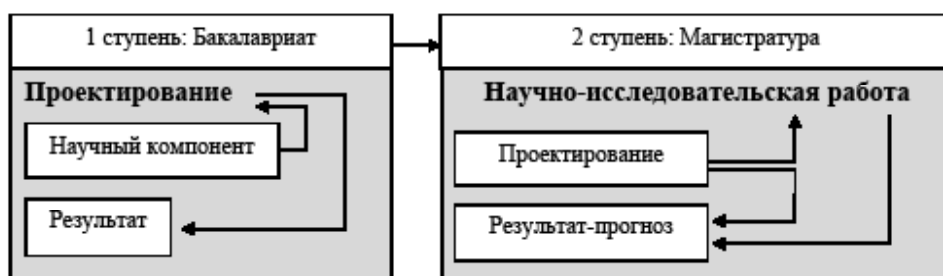 1 ступень: Бакалавриат
Проектирование
Научный компонент
Результат
2 ступень: Магистратура
Научно-исследовательская работа
Проектирование
Результат-прогноз